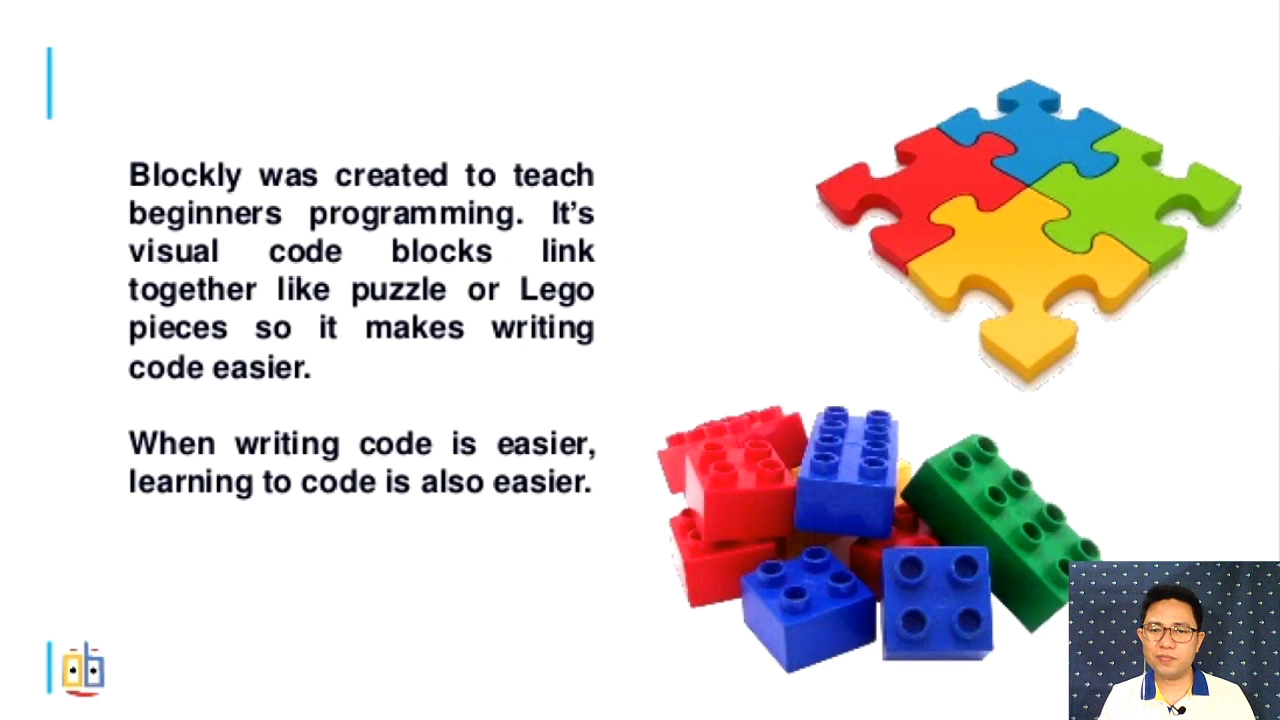 Blockly was created to teach
beginners programming. It’s
visual code blocks link
together like puzzle or Lego
pieces so it makes writing
code easier.
When writing code is easier,
learning to code is also easier.